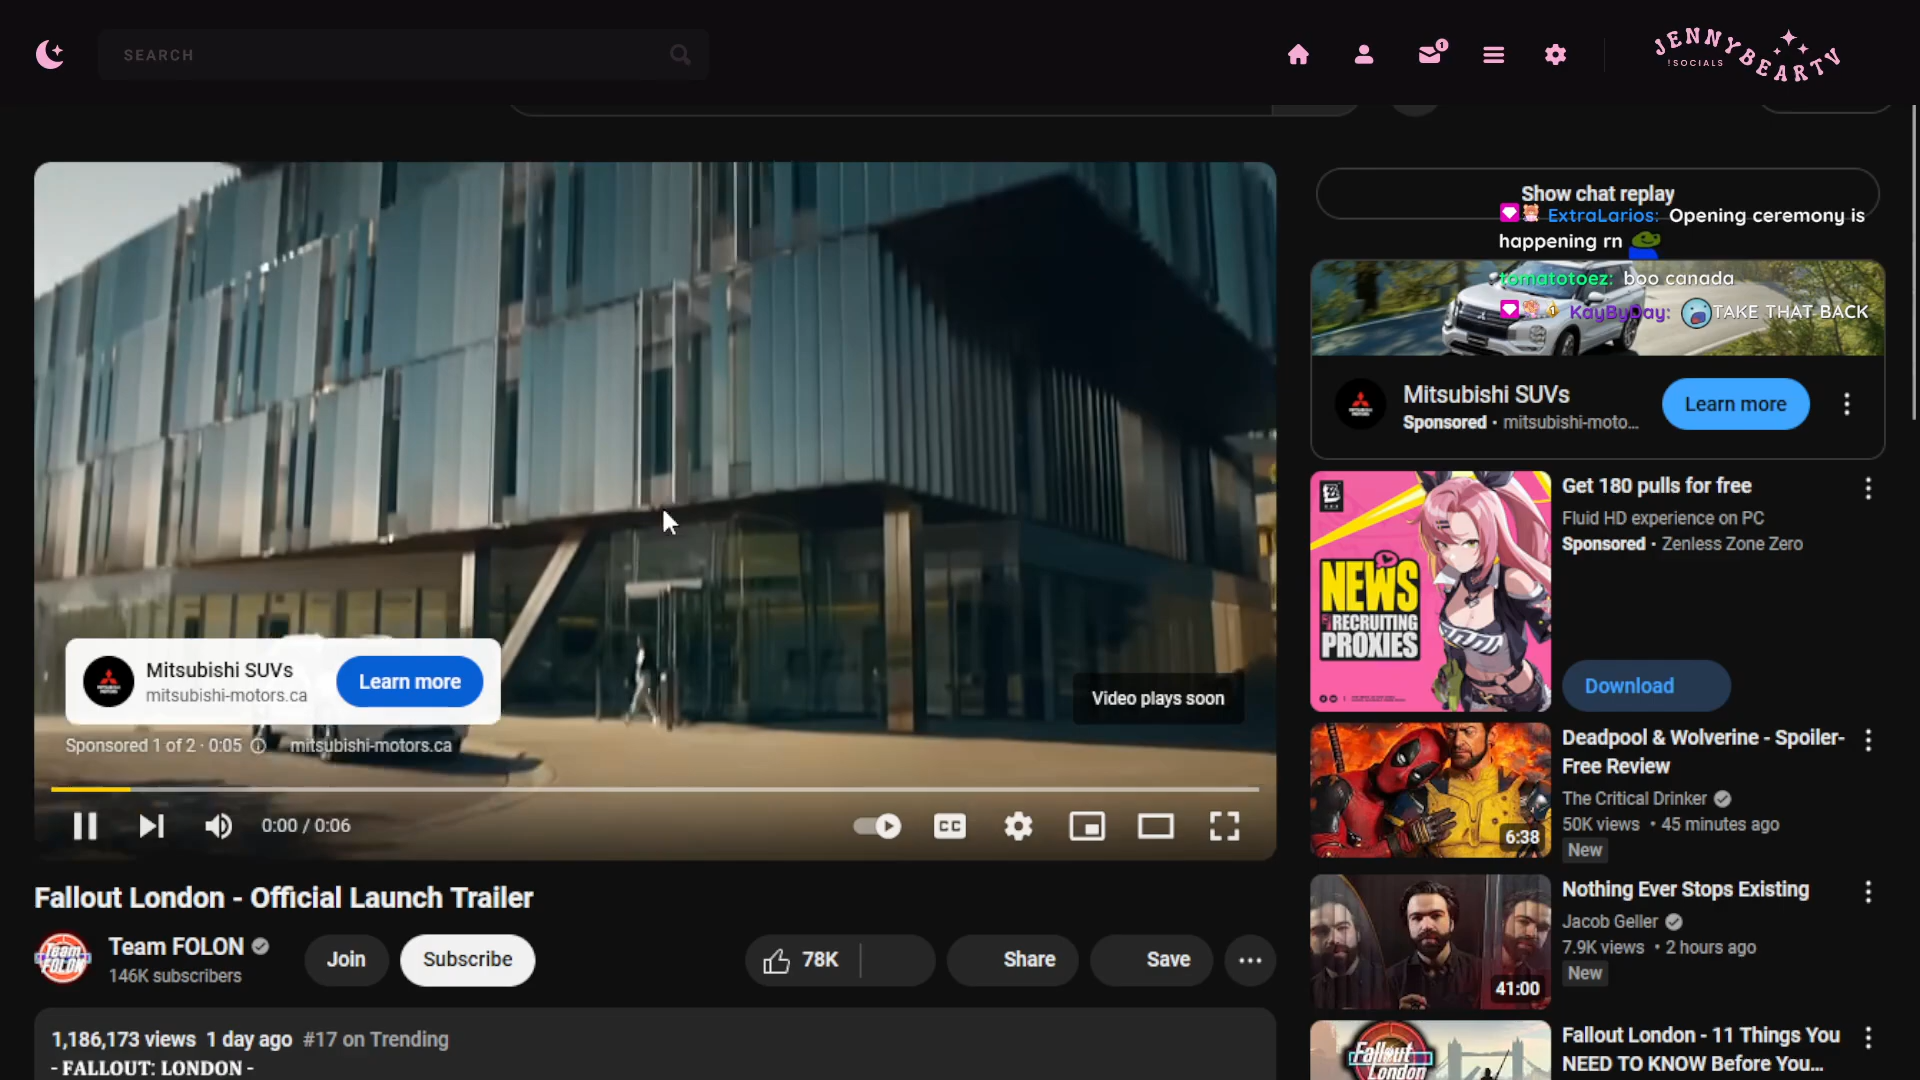 SEARCH
1
JENNYBEARTV
!SOCIALS
Show chat replay
ExtraLarios: Opening ceremony is
happening rn
tomatotoez: boo canada
KayByDay: TAKE THAT BACK
Mitsubishi SUVs
Sponsored • mitsubishi-moto...
Learn more
Mitsubishi SUVs
mitsubishi-motors.ca
Learn more
Video plays soon
Sponsored 1 of 2 · 0:05
mitsubishi-motors.ca
0:00 / 0:06
CC
Fallout London - Official Launch Trailer
Team FOLON
Team FOLON
146K subscribers
Join
Subscribe
78K
Share
Save
1,186,173 views 1 day ago #17 on Trending
- FALLOUT: LONDON -
NEWS
RECRUITING
PROXIES
Get 180 pulls for free
Fluid HD experience on PC
Sponsored • Zenless Zone Zero
Download
6:38
Deadpool & Wolverine - Spoiler-
Free Review
The Critical Drinker
50K views • 45 minutes ago
New
41:00
Nothing Ever Stops Existing
Jacob Geller
7.9K views • 2 hours ago
New
Fallout
London
Fallout London - 11 Things You
NEED TO KNOW Before You...